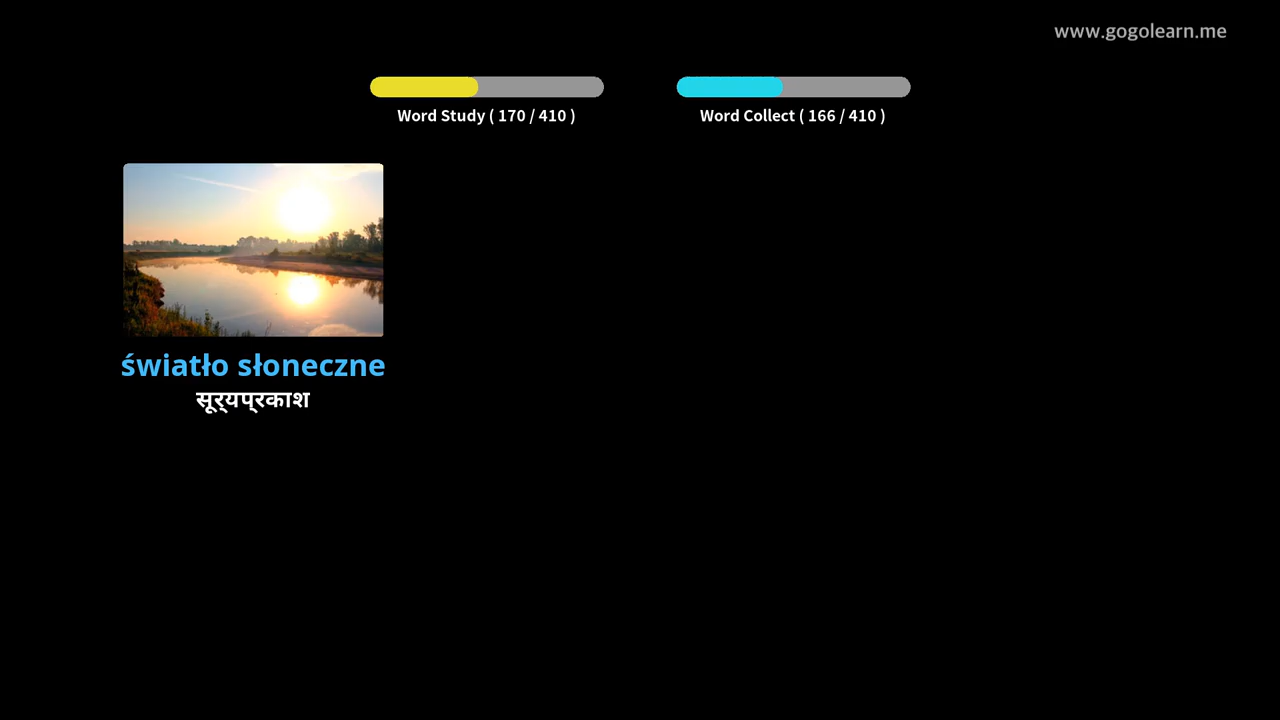 www.gogolearn.me
Word Study ( 170 / 410 )
Word Collect ( 166 / 410 )
światło słoneczne
सूर्यप्रकाश